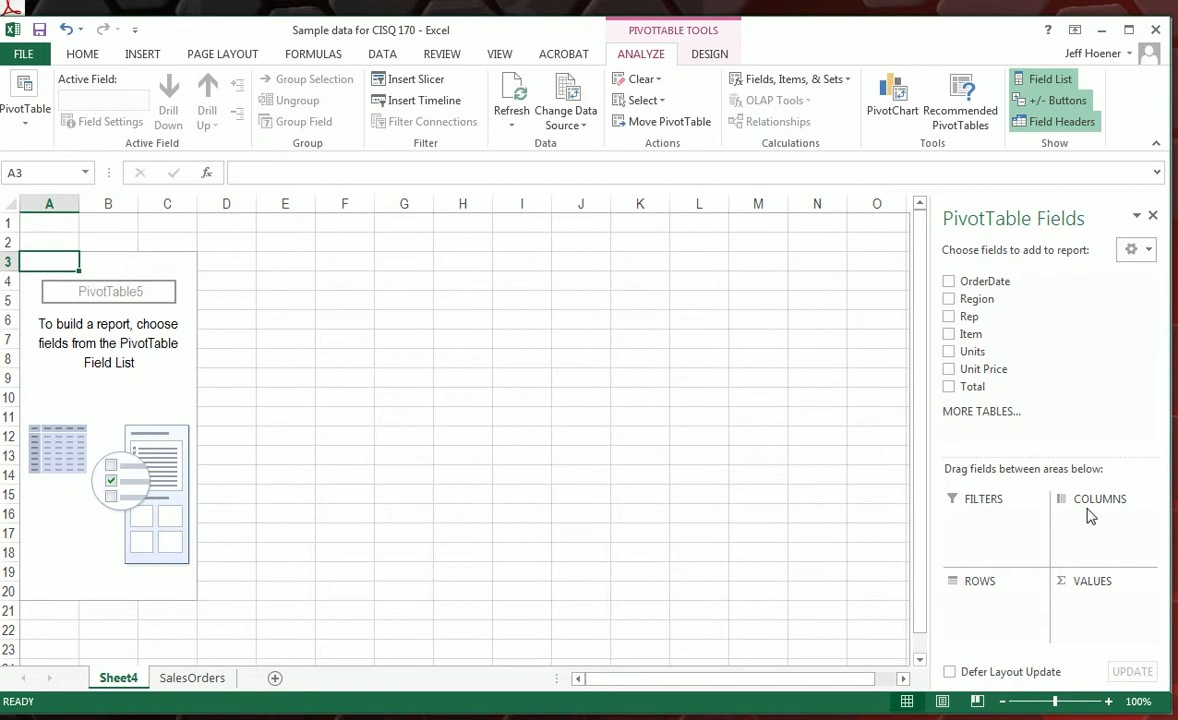 Sample data for CISQ 170 - Excel
PIVOTTABLE TOOLS
?
FILE
HOME
INSERT
PAGE LAYOUT
FORMULAS
DATA
REVIEW
VIEW
ACROBAT
ANALYZE
DESIGN
Jeff Hoener
PivotTable
Active Field:
Field Settings
Drill Down
Drill Up
Active Field
Group Selection
Ungroup
Group Field
Group
Insert Slicer
Insert Timeline
Filter Connections
Filter
Refresh
Change Data Source
Data
Clear
Select
Move PivotTable
Actions
Fields, Items, & Sets
OLAP Tools
Relationships
Calculations
PivotChart
Recommended PivotTables
Tools
Field List
+/- Buttons
Field Headers
Show
A3
fx
A B C D E F G H I J K L M N O
1
2
3
4
5
6
7
8
9
10
11
12
13
14
15
16
17
18
19
20
21
22
23
PivotTable5
To build a report, choose
fields from the PivotTable
Field List
PivotTable Fields
Choose fields to add to report:
OrderDate
Region
Rep
Item
Units
Unit Price
Total
MORE TABLES...
Drag fields between areas below:
FILTERS
COLUMNS
ROWS
Σ VALUES
Defer Layout Update
UPDATE
Sheet4
SalesOrders
READY
100%